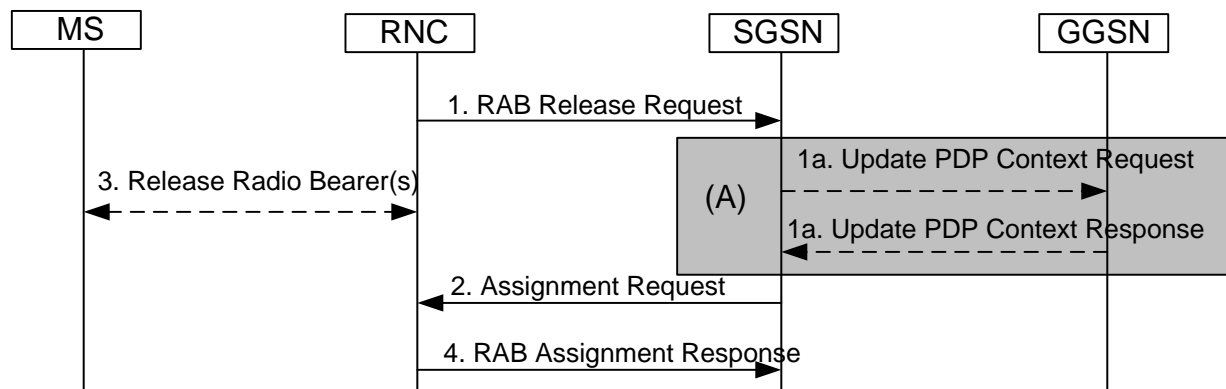 MS
RNC
SGSN
GGSN
1. RAB Release Request
1a. Update PDP Context Request
3. Release Radio Bearer(s)
(A)
1a. Update PDP Context Response
2. Assignment Request
4. RAB Assignment Response